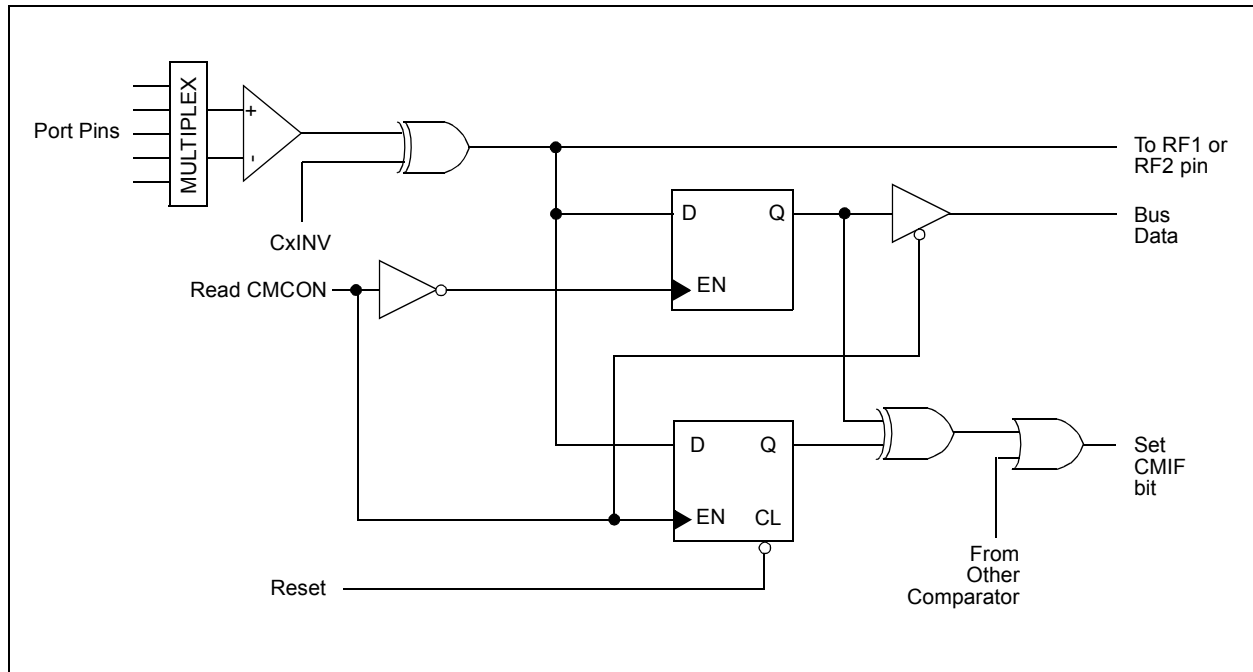 MULTIPLEX
+
-
Port Pins
CxINV
To RF1 or
RF2 pin
D
Q
EN
Bus
Data
Read CMCON
D
Q
EN
CL
Set
CMIF
bit
Reset
From
Other
Comparator